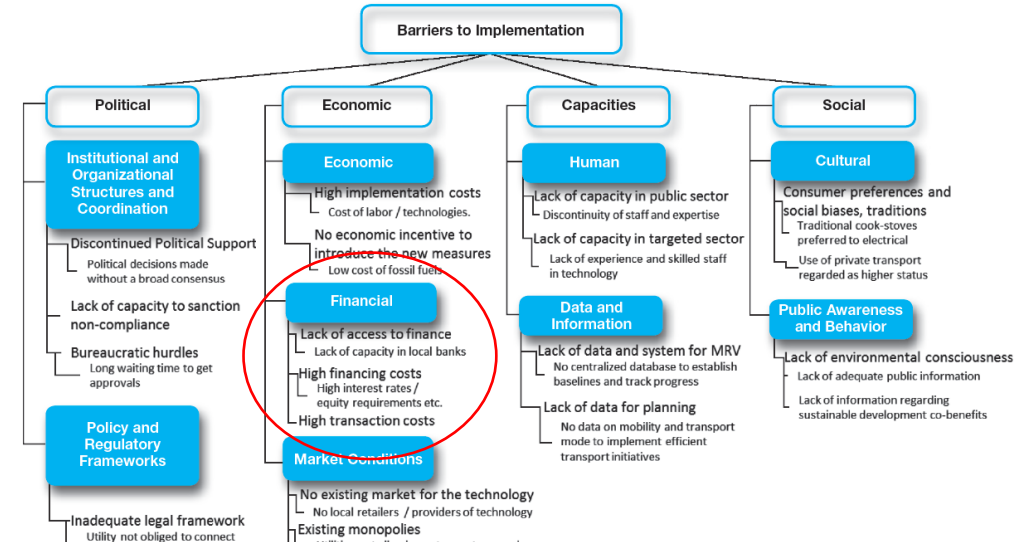 Barriers to Implementation
Political
Institutional and
Organizational
Structures and
Coordination
Discontinued Political Support
Political decisions made
without a broad consensus
Lack of capacity to sanction
non-compliance
Bureaucratic hurdles
Long waiting time to get
approvals
Policy and
Regulatory
Frameworks
Inadequate legal framework
Utility not obliged to connect
Economic
Economic
High implementation costs
Cost of labor / technologies.
No economic incentive to
introduce the new measures
Low cost of fossil fuels
Financial
Lack of access to finance
Lack of capacity in local banks
High financing costs
High interest rates /
equity requirements etc.
High transaction costs
Market Conditions
No existing market for the technology
No local retailers / providers of technology
Existing monopolies
Capacities
Human
Lack of capacity in public sector
Discontinuity of staff and expertise
Lack of capacity in targeted sector
Lack of experience and skilled staff
in technology
Data and
Information
Lack of data and system for MRV
No centralized database to establish
baselines and track progress
Lack of data for planning
No data on mobility and transport
mode to implement efficient
transport initiatives
Social
Cultural
Consumer preferences and
social biases, traditions
Traditional cook-stoves
preferred to electrical
Use of private transport
regarded as higher status
Public Awareness
and Behavior
Lack of environmental consciousness
Lack of adequate public information
Lack of information regarding
sustainable development co-benefits